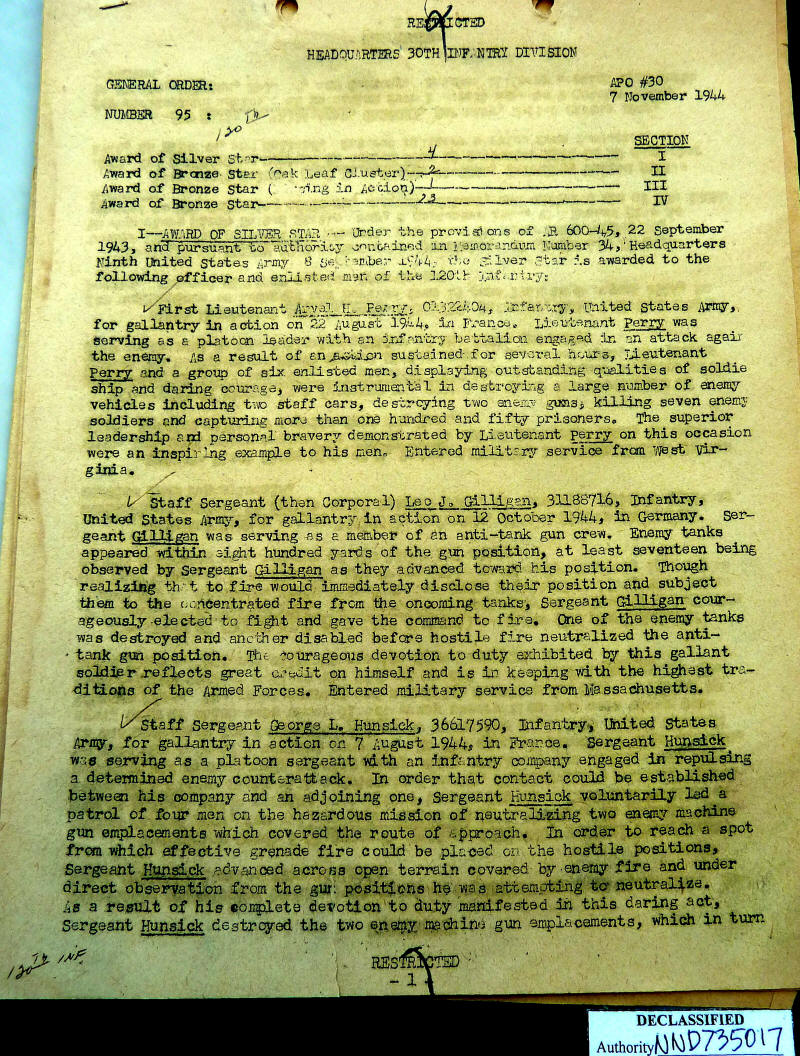 RESTRICTED
HEADQUARTERS 30TH INFANTRY DIVISION
GENERAL ORDER:
APO #30
7 November 1944
NUMBER 95 :
120 Th
SECTION
Award of Silver Star-------------------- 4 -------------------- I
Award of Bronze Star (Oak Leaf Cluster)-- 2 -------------------- II
Award of Bronze Star ( ing in Action)-- 1 -------------------- III
Award of Bronze Star-------------------- 23 -------------------- IV
I--AWARD OF SILVER STAR -- Under the provisions of AR 600-45, 22 September
1943, and pursuant to authority contained in Memorandum Number 34, Headquarters
Ninth United States Army 8 September 1944, the Silver Star is awarded to the
following officer and enlisted men of the 120th Infantry:
First Lieutenant Arval H. Perry, 01322404, Infantry, United States Army,
for gallantry in action on 22 August 1944, in France. Lieutenant Perry was
serving as a platoon leader with an infantry battalion engaged in an attack agair
the enemy. As a result of an action sustained for several hours, Lieutenant
Perry and a group of six enlisted men, displaying outstanding qualities of soldie
ship and daring courage, were instrumental in destroying a large number of enemy
vehicles including two staff cars, destroying two enemy guns, killing seven enemy
soldiers and capturing more than one hundred and fifty prisoners. The superior
leadership and personal bravery demonstrated by Lieutenant Perry on this occasion
were an inspiring example to his men. Entered military service from West Vir-
ginia.
Staff Sergeant (then Corporal) Leo J. Gilligan, 31188716, Infantry,
United States Army, for gallantry in action on 12 October 1944, in Germany. Ser-
geant Gilligan was serving as a member of an anti-tank gun crew. Enemy tanks
appeared within eight hundred yards of the gun position, at least seventeen being
observed by Sergeant Gilligan as they advanced toward his position. Though
realizing that to fire would immediately disclose their position and subject
them to the concentrated fire from the oncoming tanks, Sergeant Gilligan cour-
ageously elected to fight and gave the command to fire. One of the enemy tanks
was destroyed and another disabled before hostile fire neutralized the anti-
tank gun position. The courageous devotion to duty exhibited by this gallant
soldier reflects great credit on himself and is in keeping with the highest tra-
ditions of the Armed Forces. Entered military service from Massachusetts.
Staff Sergeant George L. Hunsick, 36617590, Infantry, United States
Army, for gallantry in action on 7 August 1944, in France. Sergeant Hunsick
was serving as a platoon sergeant with an infantry company engaged in repulsing
a determined enemy counterattack. In order that contact could be established
between his company and an adjoining one, Sergeant Hunsick voluntarily led a
patrol of four men on the hazardous mission of neutralizing two enemy machine
gun emplacements which covered the route of approach. In order to reach a spot
from which effective grenade fire could be placed on the hostile positions,
Sergeant Hunsick advanced across open terrain covered by enemy fire and under
direct observation from the gun positions he was attempting to neutralize.
As a result of his complete devotion to duty manifested in this daring act,
Sergeant Hunsick destroyed the two enemy machine gun emplacements, which in turn
120 Th INF
RESTRICTED
- 1 -
DECLASSIFIED
Authority NND735017